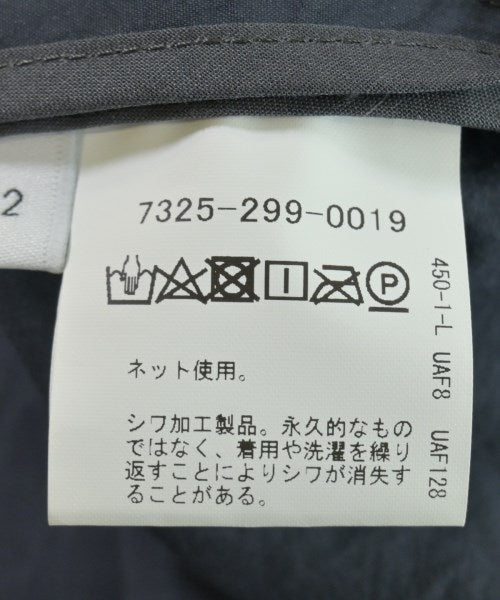 2
7325-299-0019
P
ネット使用。
シワ加工製品。永久的なもの
ではなく、着用や洗濯を繰り
返すことによりシワが消失す
ることがある。
450-1-L UAF8 UAF128